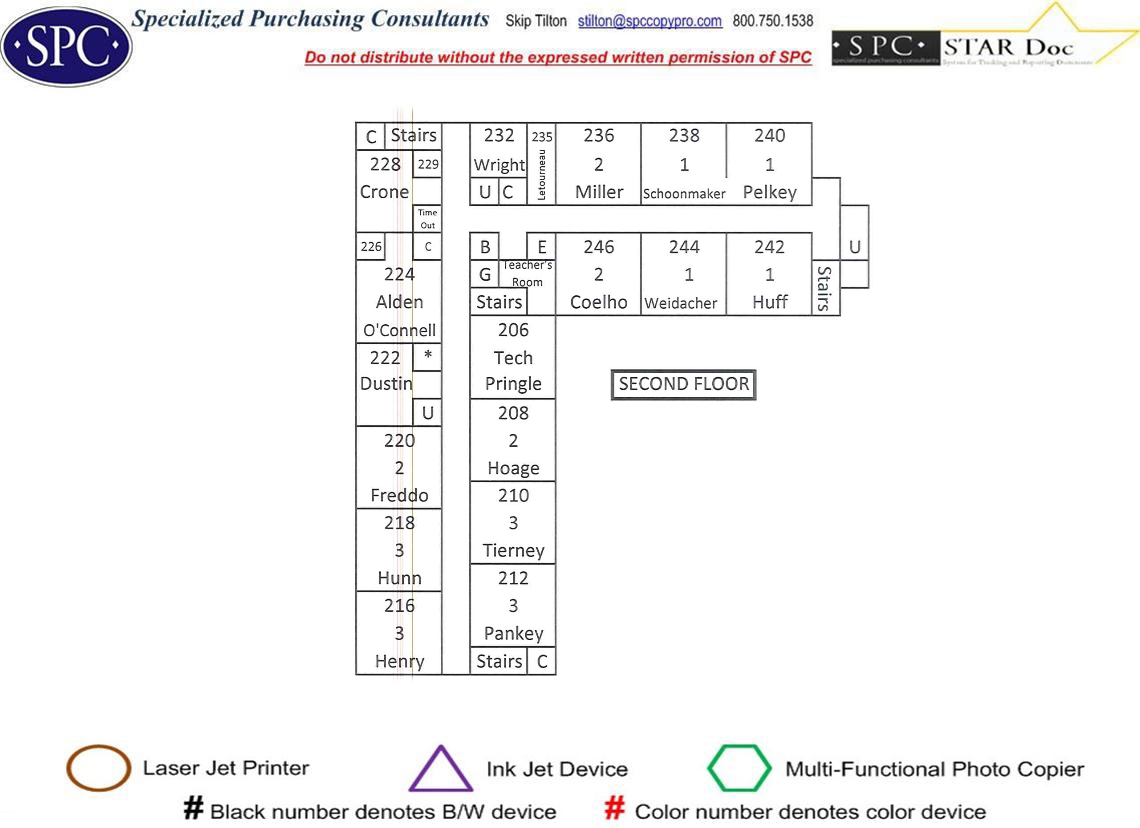 SPC
Specialized Purchasing Consultants Skip Tilton stilton@spccopypro.com 800.750.1538
Do not distribute without the expressed written permission of SPC
·SPC· STAR Doc
specialized purchasing consultants System for Tracking and Reporting Documents
C Stairs
228 229
Crone
Time
Out
226 C
224
Alden
O'Connell
222 *
Dustin
U
220
2
Freddo
218
3
Hunn
216
3
Henry
232
Wright
U C
235
Letourneau
236
2
Miller
238
1
Schoonmaker
240
1
Pelkey
B E
G Teacher's
Room
Stairs
246
2
Coelho
244
1
Weidacher
242
1
Huff
Stairs
U
206
Tech
Pringle
208
2
Hoage
210
3
Tierney
212
3
Pankey
Stairs C
SECOND FLOOR
Laser Jet Printer
Ink Jet Device
Multi-Functional Photo Copier
# Black number denotes B/W device
# Color number denotes color device